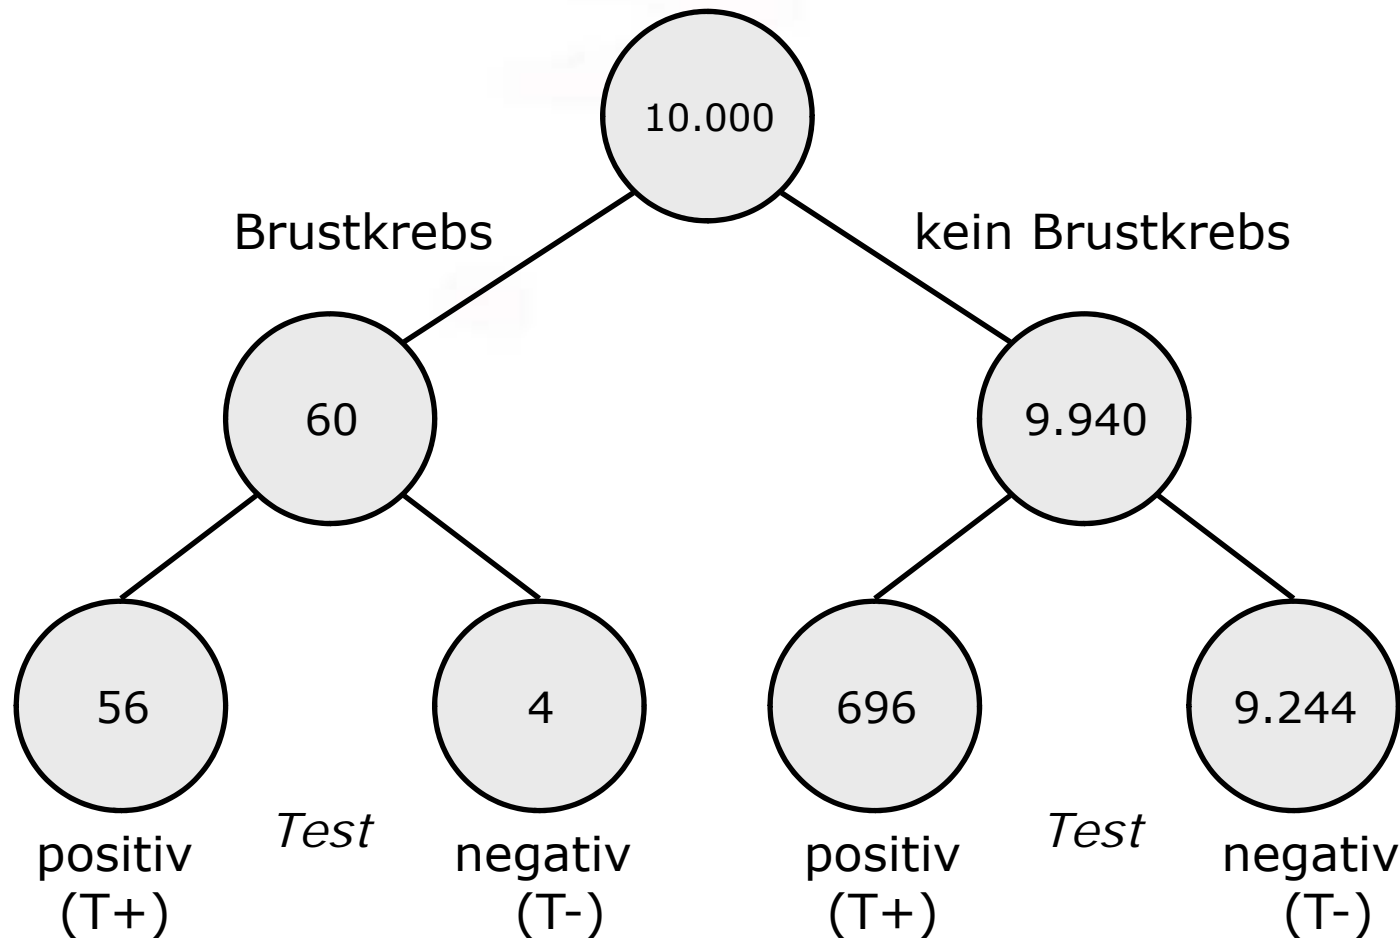 10.000
Brustkrebs
kein Brustkrebs
60
9.940
56
4
696
9.244
Test
Test
positiv
(T+)
negativ
(T-)
positiv
(T+)
negativ
(T-)